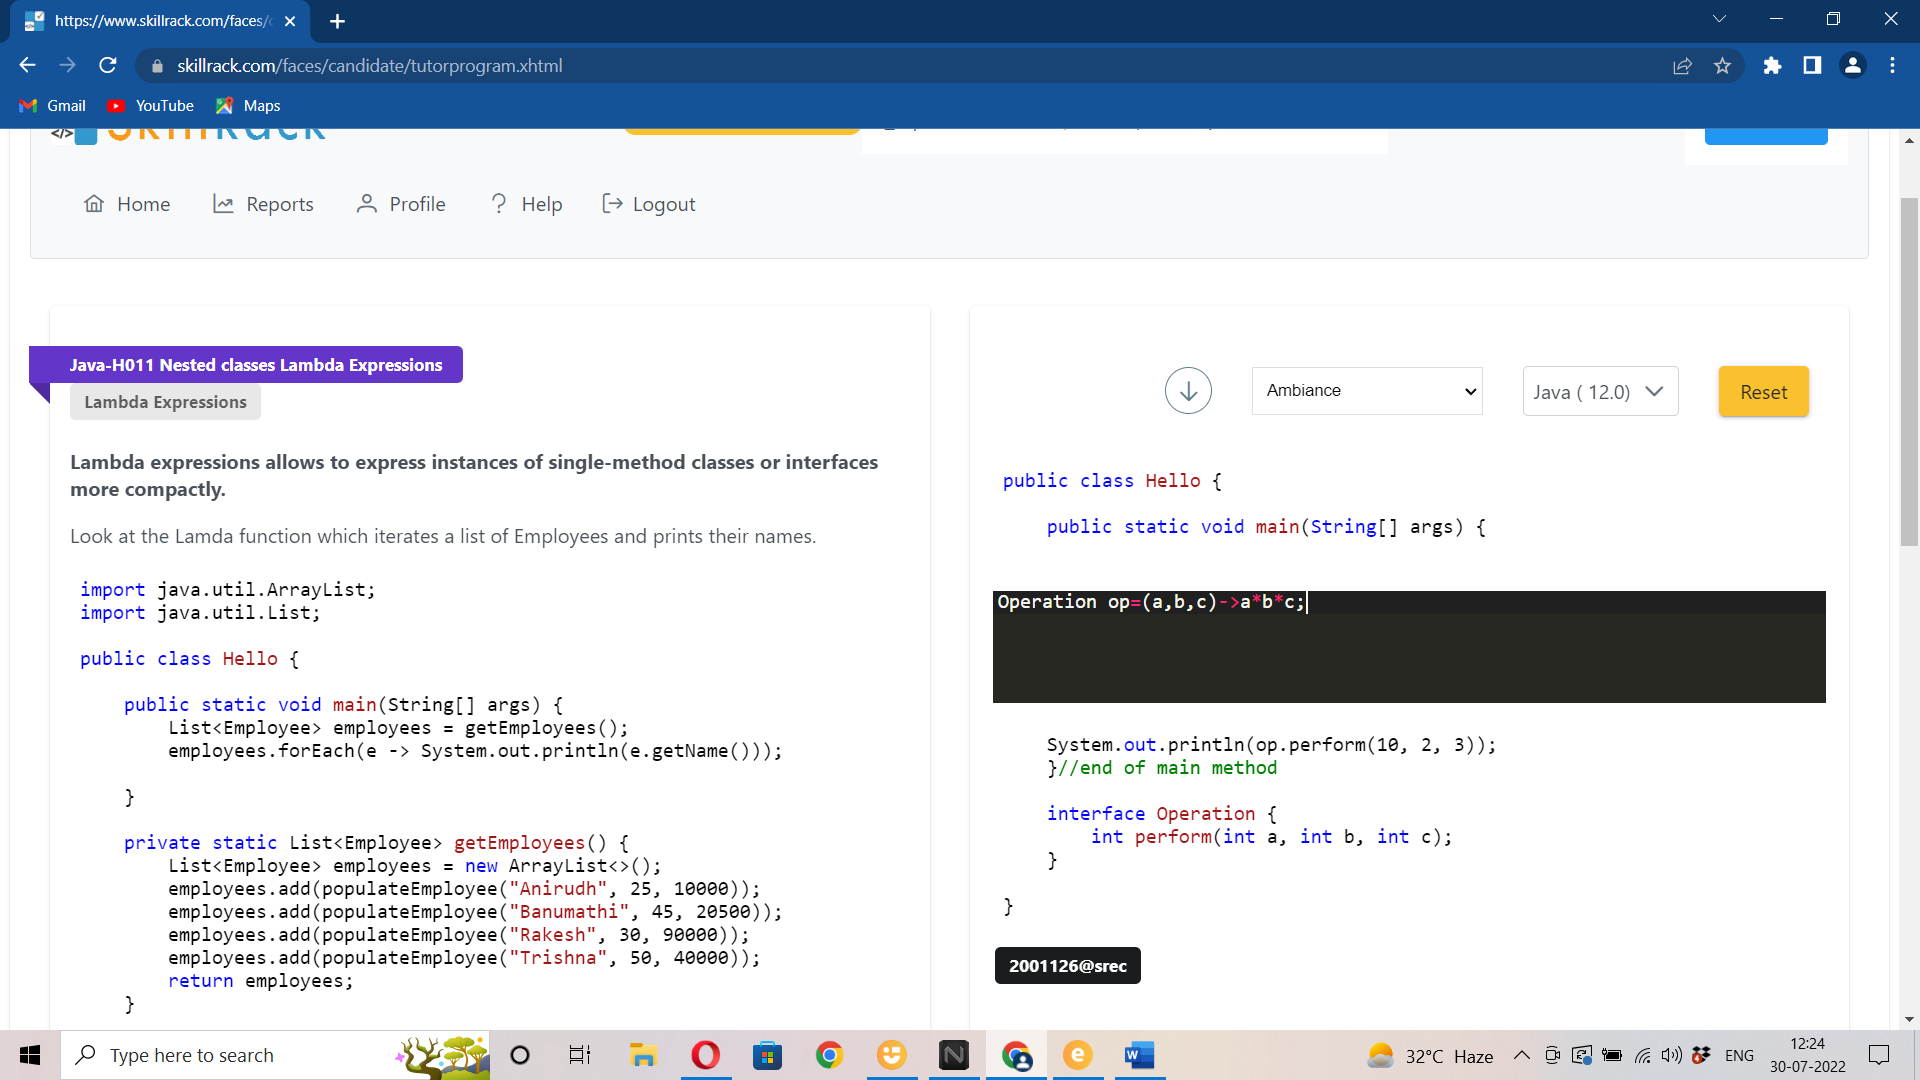 https://www.skillrack.com/faces/c
skillrack.com/faces/candidate/tutorprogram.xhtml
Gmail YouTube Maps
</> SkillRack
Home Reports Profile Help Logout
Java-H011 Nested classes Lambda Expressions
Lambda Expressions
Lambda expressions allows to express instances of single-method classes or interfaces
more compactly.
Look at the Lamda function which iterates a list of Employees and prints their names.
import java.util.ArrayList;
import java.util.List;
public class Hello {
public static void main(String[] args) {
List<Employee> employees = getEmployees();
employees.forEach(e -> System.out.println(e.getName()));
}
private static List<Employee> getEmployees() {
List<Employee> employees = new ArrayList<>();
employees.add(populateEmployee("Anirudh", 25, 10000));
employees.add(populateEmployee("Banumathi", 45, 20500));
employees.add(populateEmployee("Rakesh", 30, 90000));
employees.add(populateEmployee("Trishna", 50, 40000));
return employees;
}
Ambiance Java ( 12.0) Reset
public class Hello {
public static void main(String[] args) {
Operation op=(a,b,c)->a*b*c;
System.out.println(op.perform(10, 2, 3));
}//end of main method
interface Operation {
int perform(int a, int b, int c);
}
}
2001126@srec
Type here to search
32°C Haze
ENG
12:24
30-07-2022